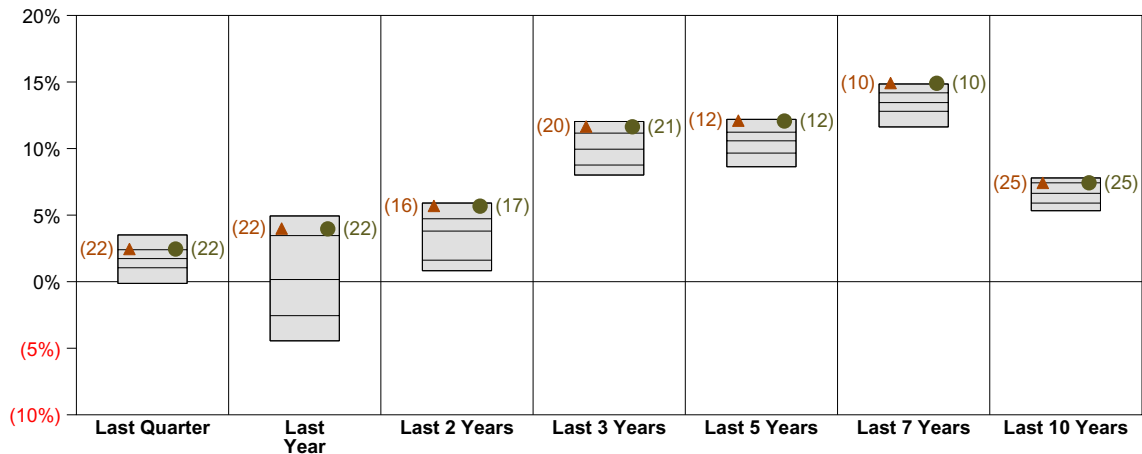 20%
15%
10%
5%
0%
(5%)
(10%)
(22) (22)
(22) (22)
(16) (17)
(20) (21)
(12) (12)
(10) (10)
(25) (25)
Last Quarter
Last
Year
Last 2 Years
Last 3 Years
Last 5 Years
Last 7 Years
Last 10 Years